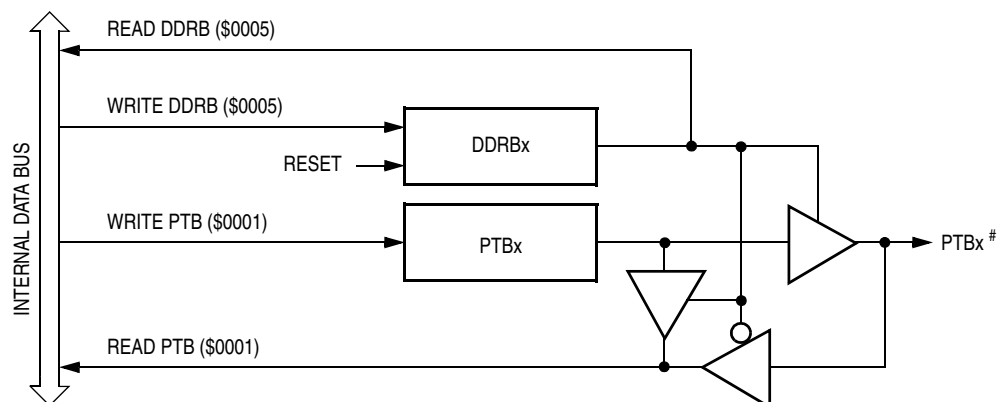 READ DDRB ($0005)
WRITE DDRB ($0005)
DDRBx
RESET
INTERNAL DATA BUS
WRITE PTB ($0001)
PTBx
PTBx #
READ PTB ($0001)